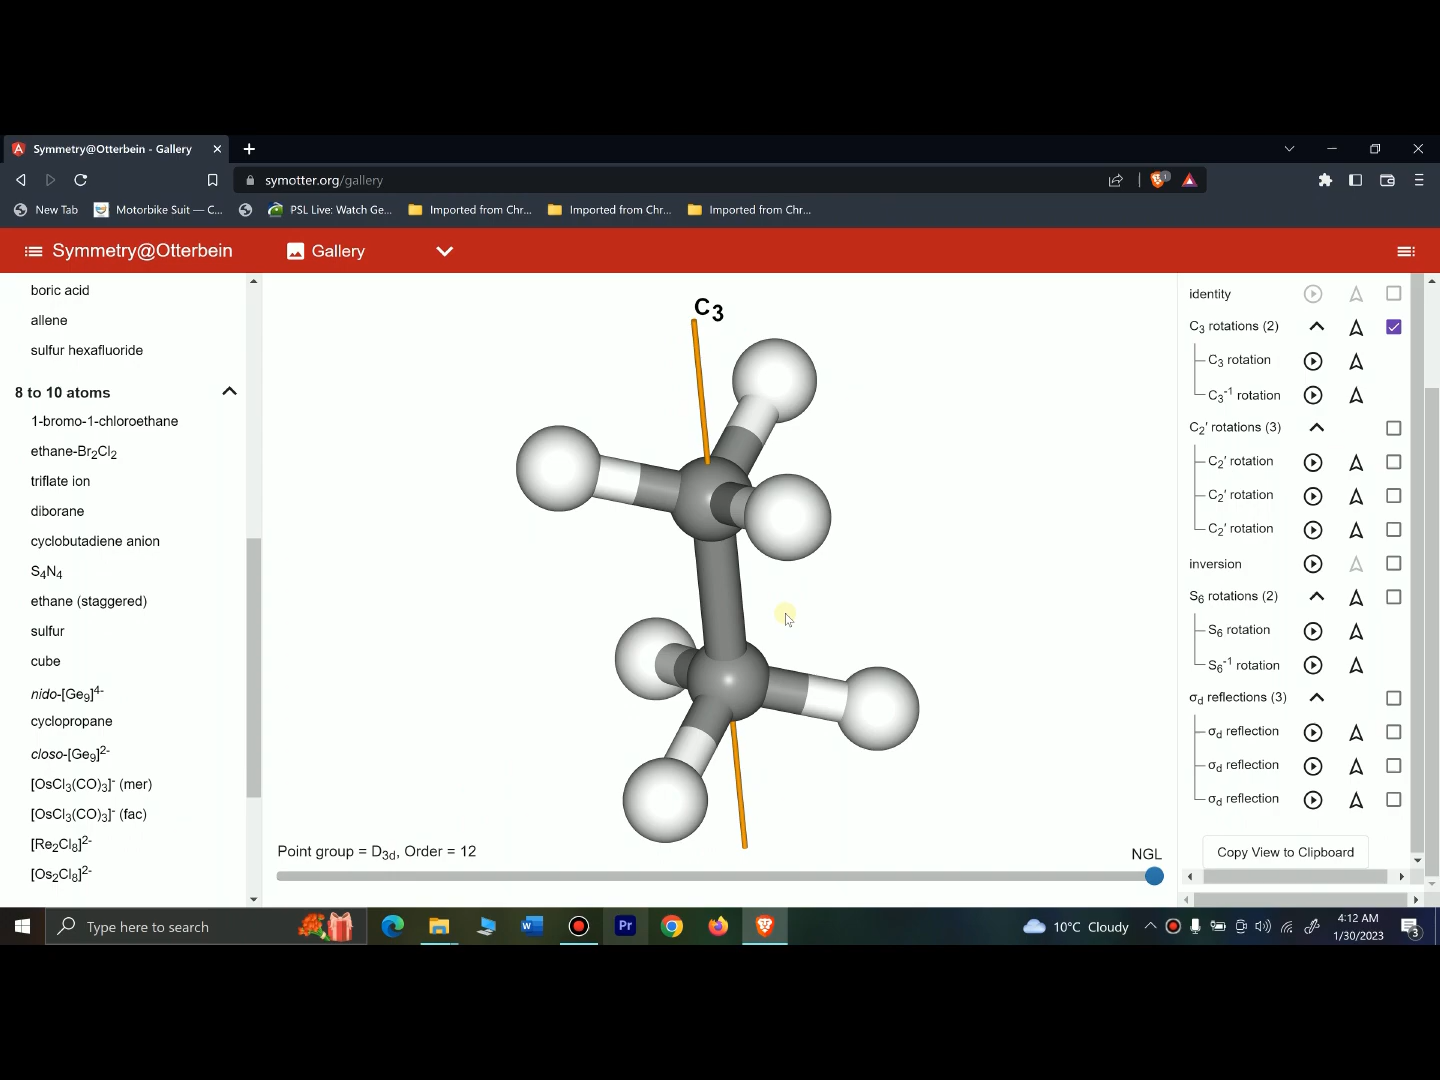 Symmetry@Otterbein - Gallery
symotter.org/gallery
1
New Tab
Motorbike Suit — C...
PSL Live: Watch Ge...
Imported from Chr...
Imported from Chr...
Imported from Chr...
Symmetry@Otterbein
Gallery
boric acid
allene
sulfur hexafluoride
8 to 10 atoms
1-bromo-1-chloroethane
ethane-Br₂Cl₂
triflate ion
diborane
cyclobutadiene anion
S₄N₄
ethane (staggered)
sulfur
cube
nido-[Ge₉]⁴⁻
cyclopropane
closo-[Ge₉]²⁻
[OsCl₃(CO)₃]⁻ (mer)
[OsCl₃(CO)₃]⁻ (fac)
[Re₂Cl₈]²⁻
[Os₂Cl₈]²⁻
C₃
Point group = D₃d, Order = 12
NGL
identity
C₃ rotations (2)
C₃ rotation
C₃⁻¹ rotation
C₂′ rotations (3)
C₂′ rotation
C₂′ rotation
C₂′ rotation
inversion
S₆ rotations (2)
S₆ rotation
S₆⁻¹ rotation
σd reflections (3)
σd reflection
σd reflection
σd reflection
Copy View to Clipboard
Type here to search
W
Pr
10°C Cloudy
4:12 AM
1/30/2023
3